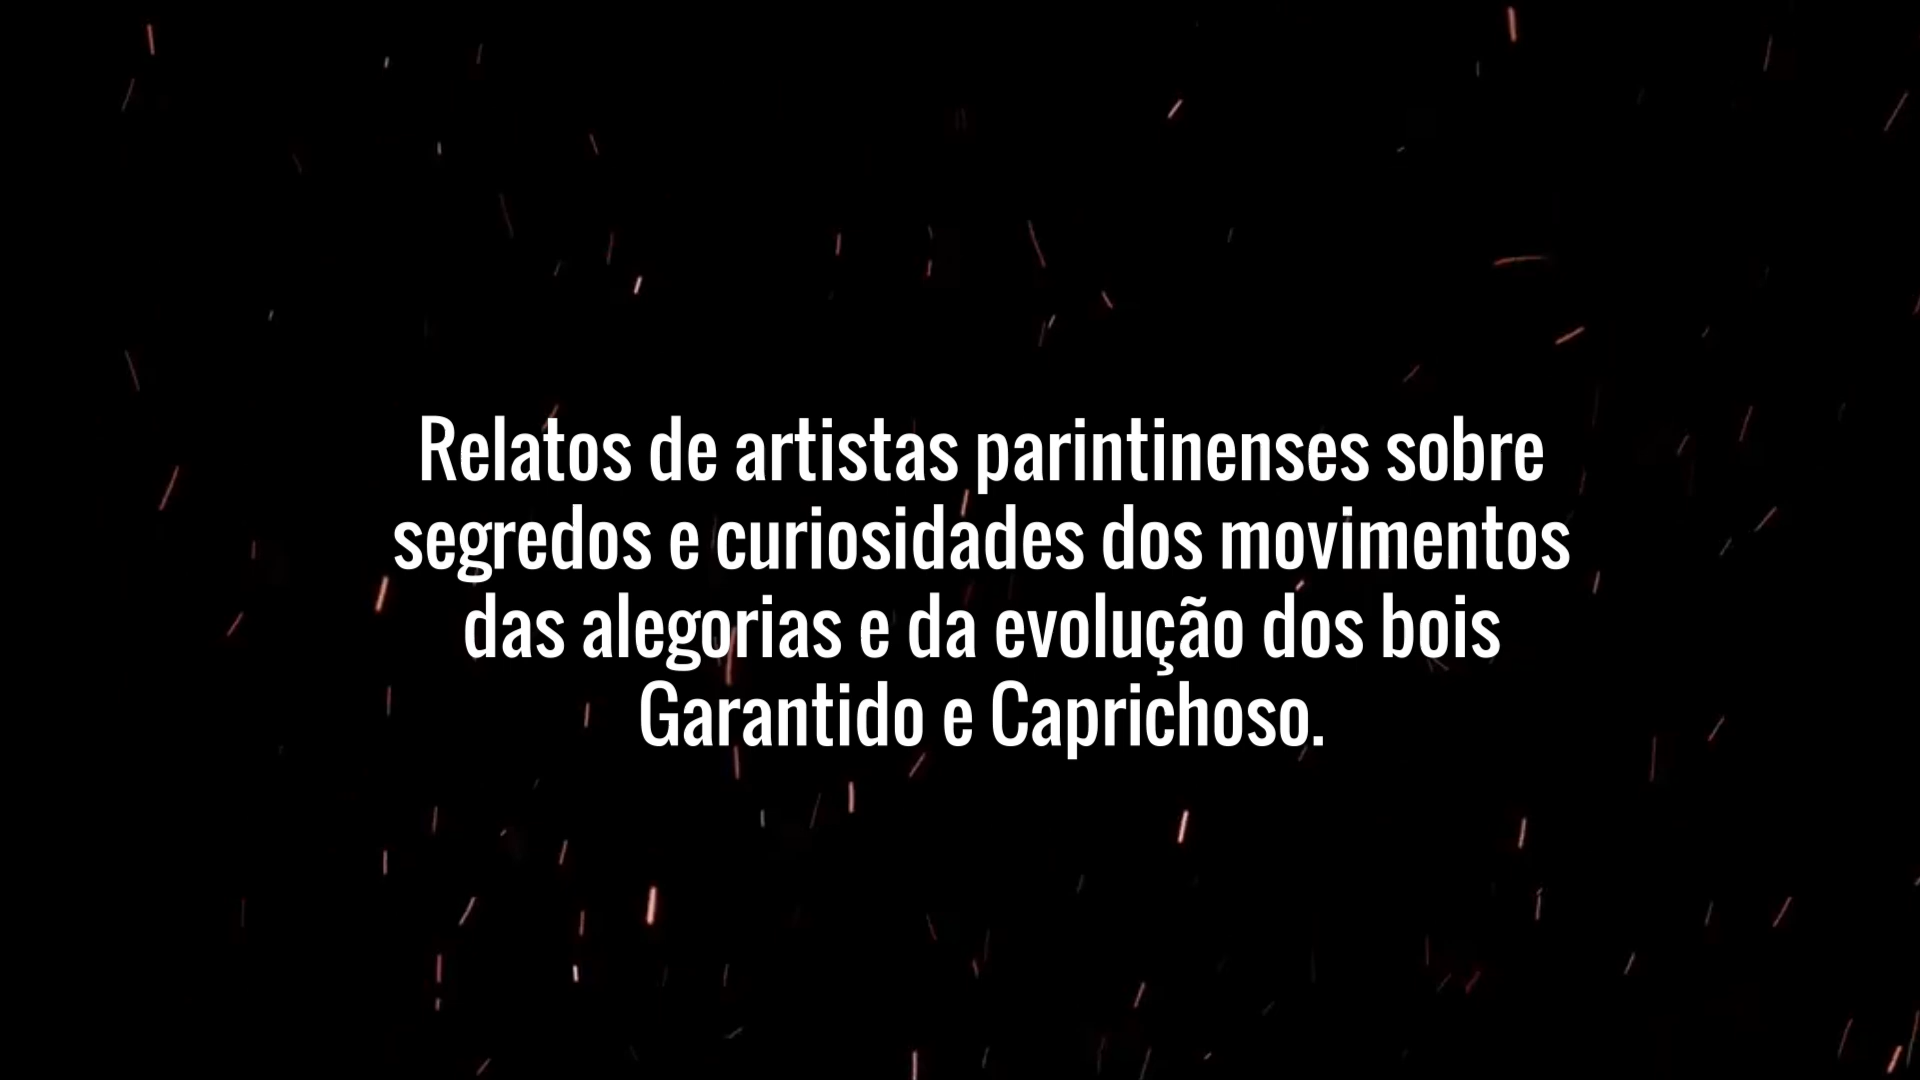 Relatos de artistas parintinenses sobre
segredos e curiosidades dos movimentos
das alegorias e da evolução dos bois
Garantido e Caprichoso.